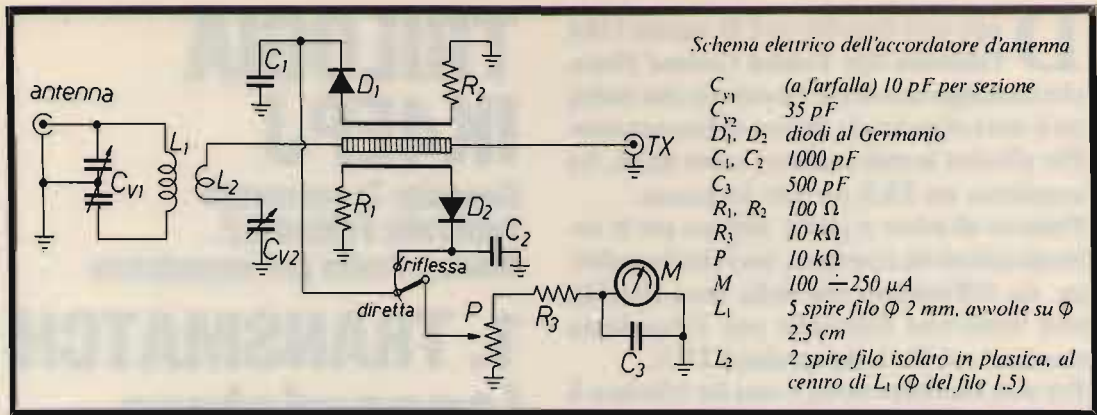 Schema elettrico dell'accordatore d'antenna
Cv1 (a farfalla) 10 pF per sezione
Cv2 35 pF
D1, D2 diodi al Germanio
C1, C2 1000 pF
C3 500 pF
R1, R2 100 Ω
R3 10 kΩ
P 10 kΩ
M 100 ÷ 250 μA
L1 5 spire filo Φ 2 mm, avvolte su Φ
2,5 cm
L2 2 spire filo isolato in plastica, al
centro di L1 (Φ del filo 1.5)
antenna
CV1
L1
L2
CV2
C1
D1
R2
TX
R1
D2
C2
riflessa
diretta
P
R3
M
C3